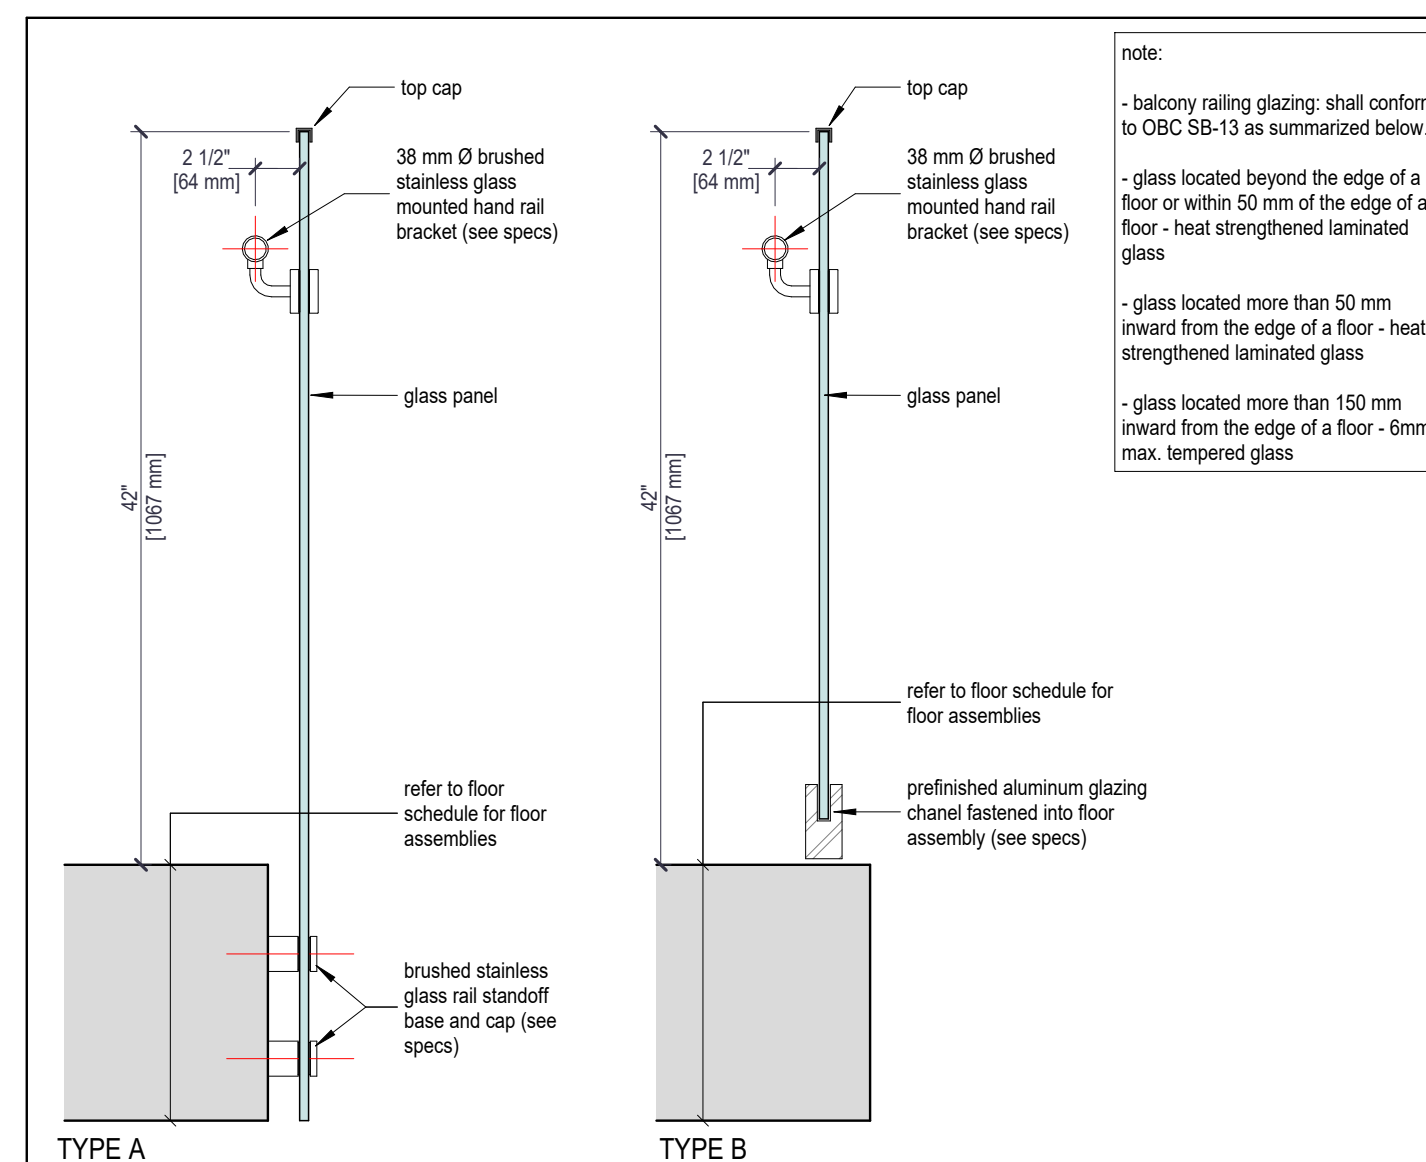 top cap
2 1/2"
[64 mm]
38 mm Ø brushed
stainless glass
mounted hand rail
bracket (see specs)
glass panel
42"
[1067 mm]
refer to floor
schedule for floor
assemblies
brushed stainless
glass rail standoff
base and cap (see
specs)
TYPE A
top cap
2 1/2"
[64 mm]
38 mm Ø brushed
stainless glass
mounted hand rail
bracket (see specs)
glass panel
42"
[1067 mm]
refer to floor schedule for
floor assemblies
prefinished aluminum glazing
chanel fastened into floor
assembly (see specs)
TYPE B
note:
- balcony railing glazing: shall conform
to OBC SB-13 as summarized below.
- glass located beyond the edge of a
floor or within 50 mm of the edge of a
floor - heat strengthened laminated
glass
- glass located more than 50 mm
inward from the edge of a floor - heat
strengthened laminated glass
- glass located more than 150 mm
inward from the edge of a floor - 6mm
max. tempered glass